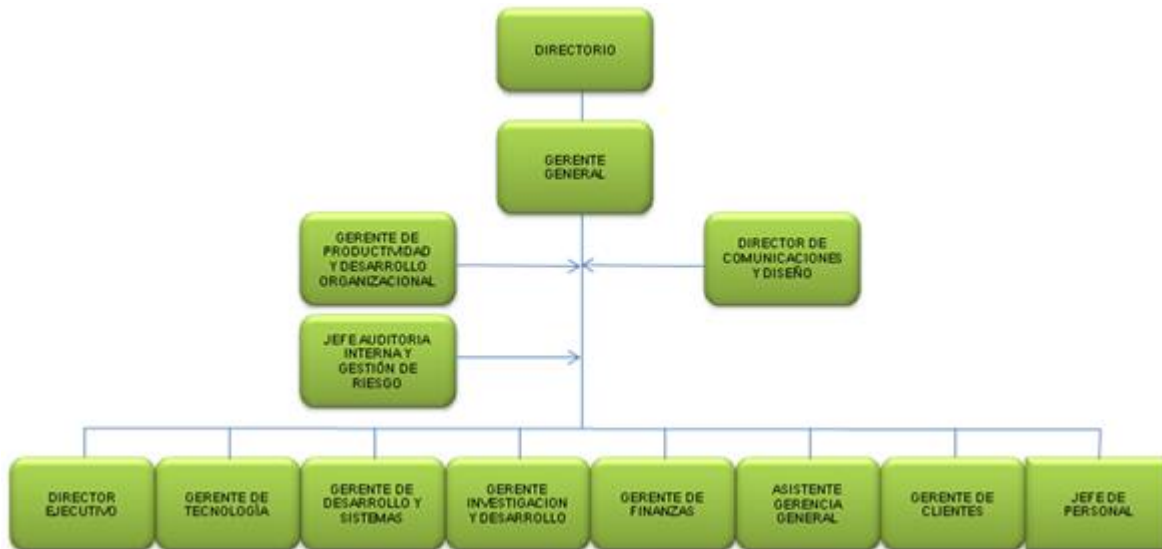 DIRECTORIO
GERENTE
GENERAL
GERENTE DE
PRODUCTIVIDAD
Y DESARROLLO
ORGANIZACIONAL
DIRECTOR DE
COMUNICACIONES
Y DISEÑO
JEFE AUDITORIA
INTERNA Y
GESTIÓN DE
RIESGO
DIRECTOR
EJECUTIVO
GERENTE DE
TECNOLOGÍA
GERENTE DE
DESARROLLO Y
SISTEMAS
GERENTE
INVESTIGACION
Y DESARROLLO
GERENTE DE
FINANZAS
ASISTENTE
GERENCIA
GENERAL
GERENTE DE
CLIENTES
JEFE DE
PERSONAL